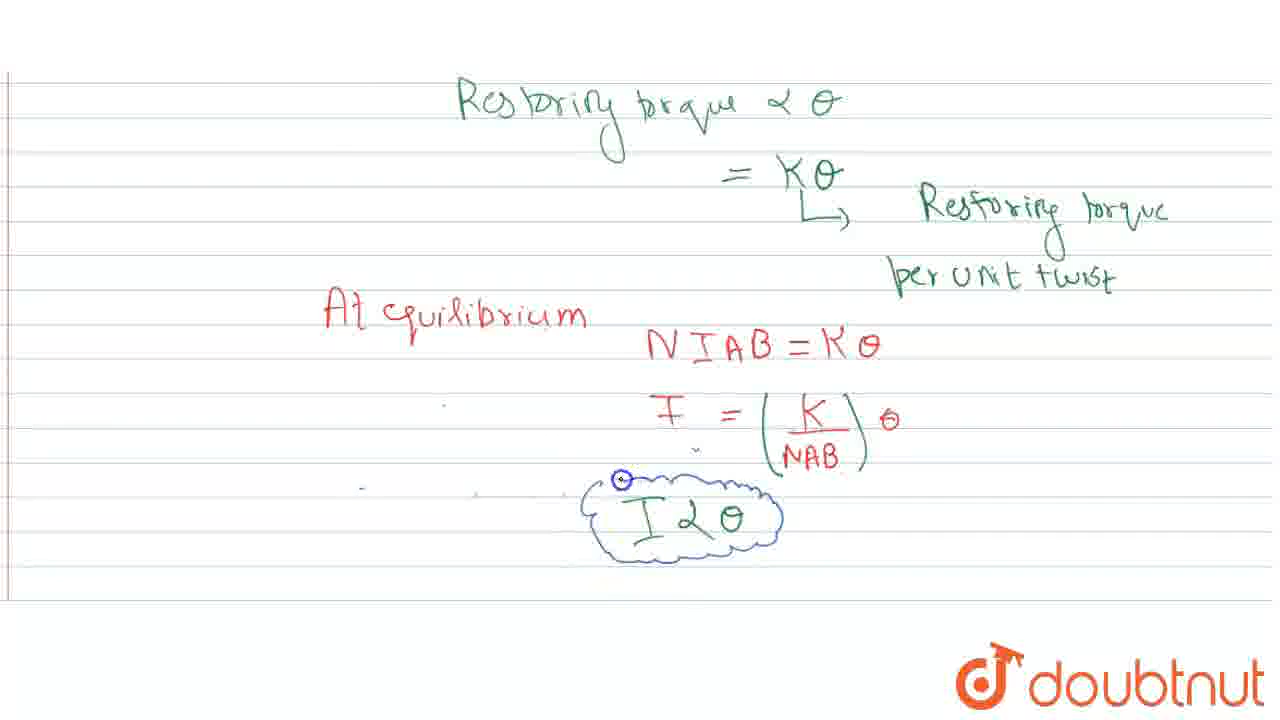 Restoring torque α θ
= Kθ
Restoring torque
per unit twist
At equilibrium
NIAB = Kθ
I = (K/NAB) θ
I α θ
doubtnut